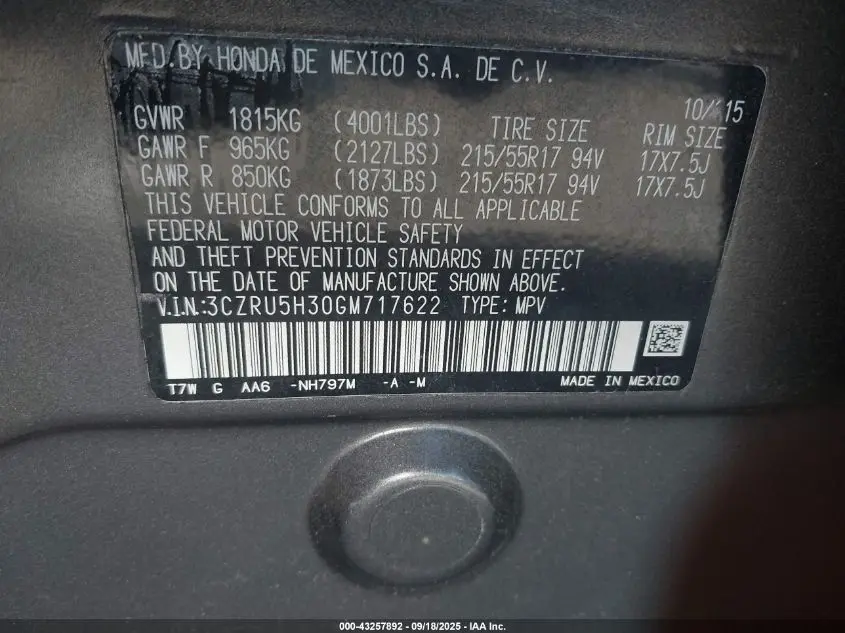 MFD. BY HONDA DE MEXICO S.A. DE C.V.
10/15
GVWR 1815KG (4001LBS) TIRE SIZE RIM SIZE
GAWR F 965KG (2127LBS) 215/55R17 94V 17X7.5J
GAWR R 850KG (1873LBS) 215/55R17 94V 17X7.5J
THIS VEHICLE CONFORMS TO ALL APPLICABLE
FEDERAL MOTOR VEHICLE SAFETY
AND THEFT PREVENTION STANDARDS IN EFFECT
ON THE DATE OF MANUFACTURE SHOWN ABOVE.
V.I.N.:3CZRU5H30GM717622 TYPE: MPV
T7W G AA6 -NH797M -A -M MADE IN MEXICO
000-43257892 - 09/18/2025 - IAA Inc.